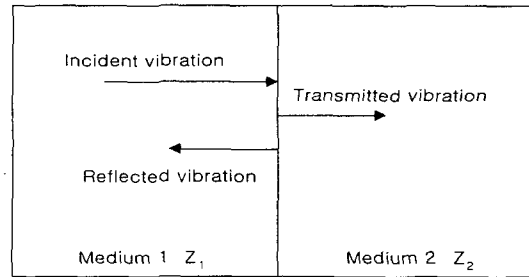 Incident vibration
Transmitted vibration
Reflected vibration
Medium 1 Z₁
Medium 2 Z₂